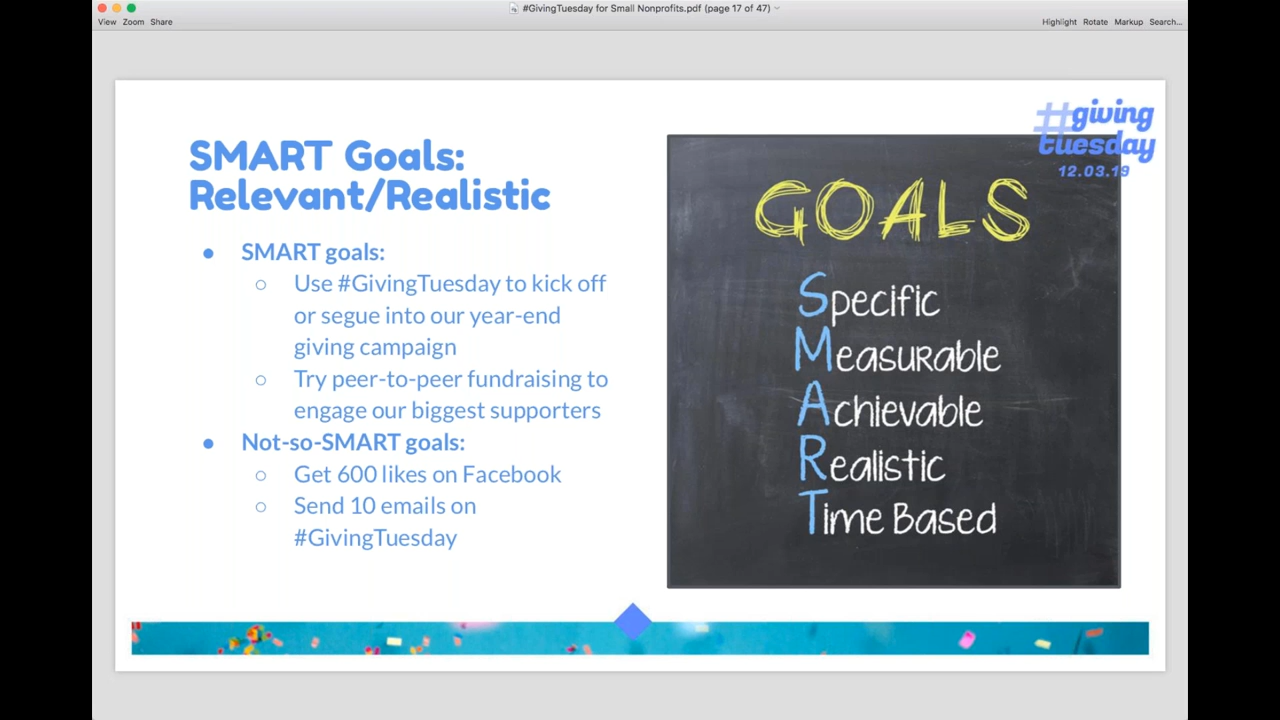 #GivingTuesday for Small Nonprofits.pdf (page 17 of 47)
View Zoom Share
Highlight Rotate Markup Search...
#giving
tuesday
12.03.19
SMART Goals:
Relevant/Realistic
● SMART goals:
○ Use #GivingTuesday to kick off
or segue into our year-end
giving campaign
○ Try peer-to-peer fundraising to
engage our biggest supporters
● Not-so-SMART goals:
○ Get 600 likes on Facebook
○ Send 10 emails on
#GivingTuesday
GOALS
Specific
Measurable
Achievable
Realistic
Time Based